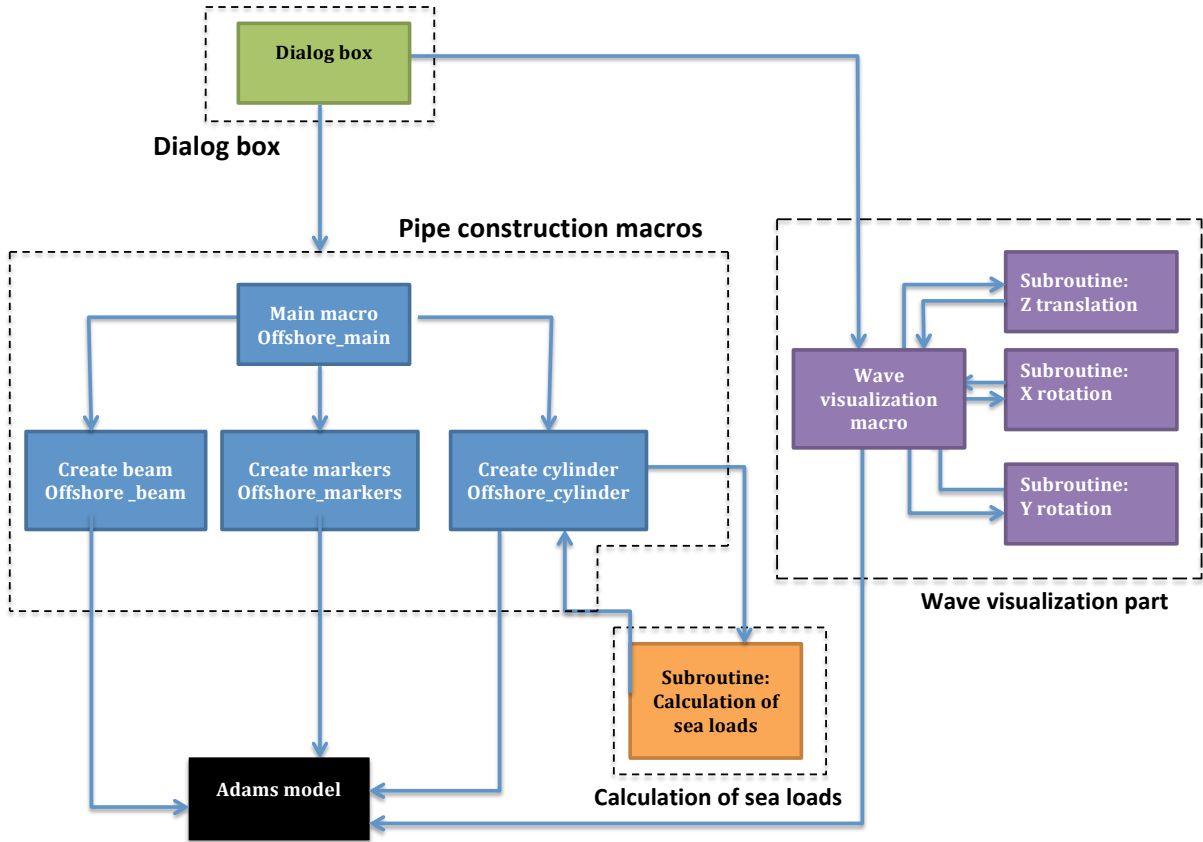 Dialog box
Dialog box
Pipe construction macros
Main macro
Offshore_main
Create beam
Offshore _beam
Create markers
Offshore_markers
Create cylinder
Offshore_cylinder
Subroutine:
Calculation of
sea loads
Calculation of sea loads
Adams model
Wave
visualization
macro
Subroutine:
Z translation
Subroutine:
X rotation
Subroutine:
Y rotation
Wave visualization part